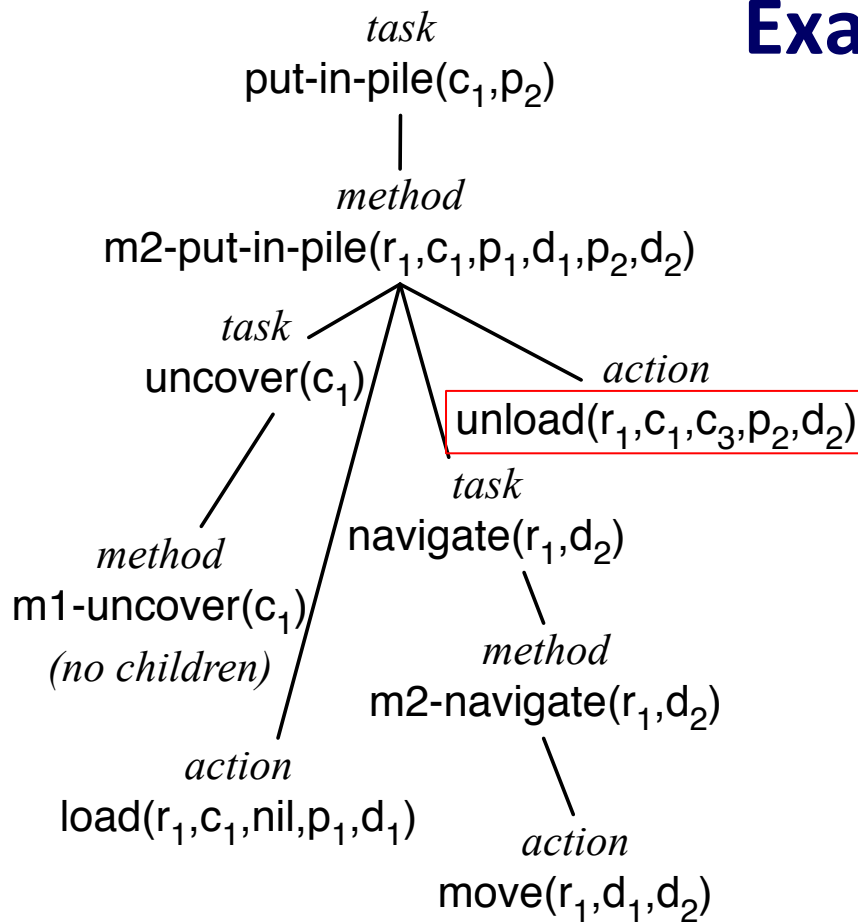 Exa
task
put-in-pile(c₁,p₂)
method
m2-put-in-pile(r₁,c₁,p₁,d₁,p₂,d₂)
task
uncover(c₁)
action
unload(r₁,c₁,c₃,p₂,d₂)
task
navigate(r₁,d₂)
method
m1-uncover(c₁)
(no children)
method
m2-navigate(r₁,d₂)
action
load(r₁,c₁,nil,p₁,d₁)
action
move(r₁,d₁,d₂)